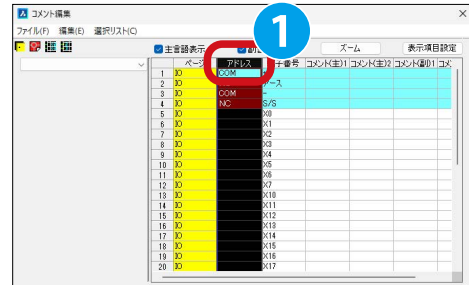 コメント編集
ファイル(F) 編集(E) 選択リスト(C)
主言語表示 ズーム 表示項目設定
1
ページ アドレス 子番号 コメント(主)1 コメント(主)2 コメント(副)1 コメ
1 IO COM
2 IO アース
3 IO COM -
4 IO NC S/S
5 IO X0
6 IO X1
7 IO X2
8 IO X3
9 IO X4
10 IO X5
11 IO X6
12 IO X7
13 IO X10
14 IO X11
15 IO X12
16 IO X13
17 IO X14
18 IO X15
19 IO X16
20 IO X17